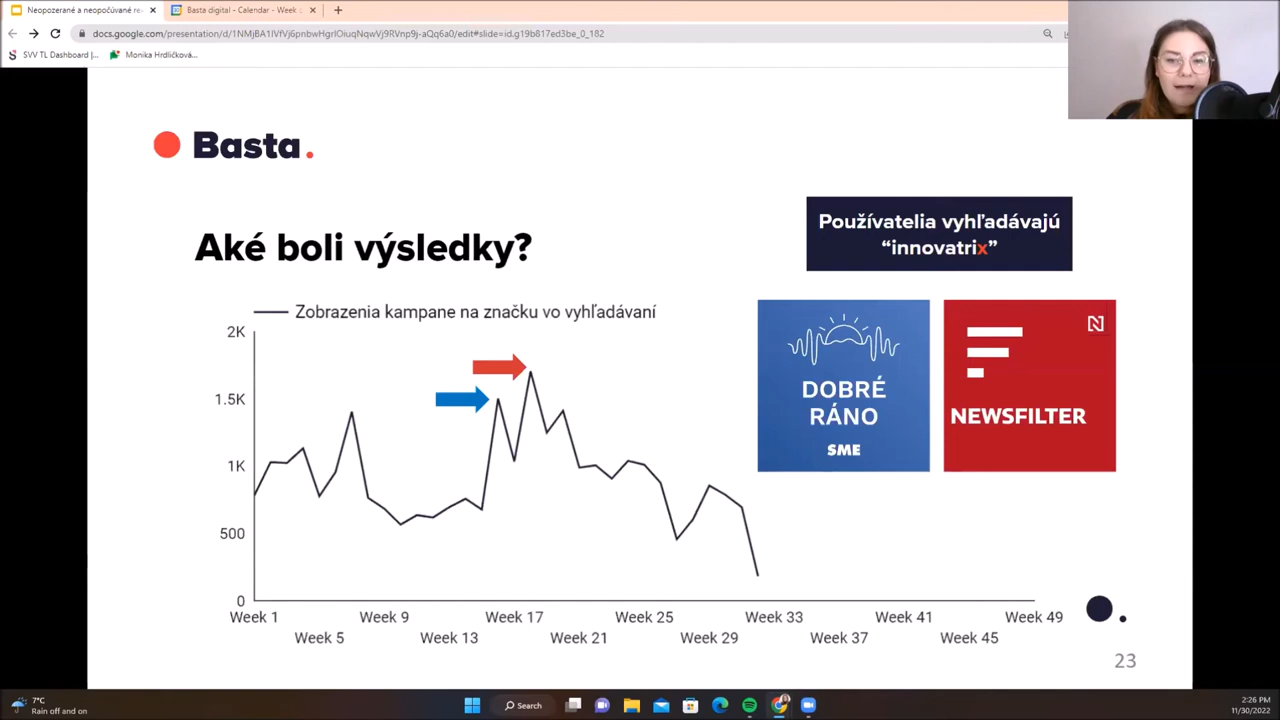 Neopozerané a neopočúvané re
Basta digital - Calendar - Week
docs.google.com/presentation/d/1NMjBA1IVfVj6pnbwHgrIOiuqNqwVj9RVnp9j-aQq6a0/edit#slide=id.g19b817ed3be_0_182
SVV TL Dashboard |...
Monika Hrdličková...
Basta.
Používatelia vyhľadávajú
“innovatrix”
Aké boli výsledky?
Zobrazenia kampane na značku vo vyhľadávaní
2K
1.5K
1K
500
0
Week 1
Week 9
Week 17
Week 25
Week 33
Week 41
Week 49
Week 5
Week 13
Week 21
Week 29
Week 37
Week 45
DOBRÉ
RÁNO
SME
N
NEWSFILTER
23
7°C
Rain off and on
Search
2:26 PM
11/30/2022